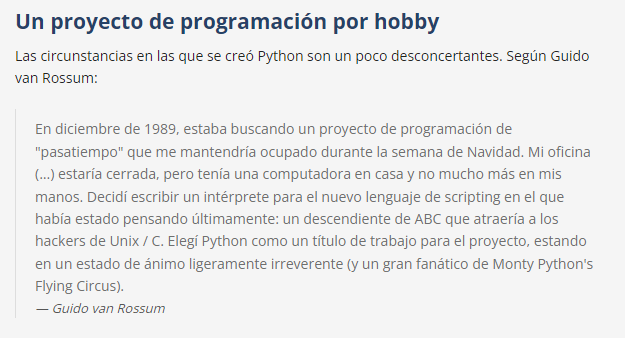 Un proyecto de programación por hobby
Las circunstancias en las que se creó Python son un poco desconcertantes. Según Guido
van Rossum:
En diciembre de 1989, estaba buscando un proyecto de programación de
"pasatiempo" que me mantendría ocupado durante la semana de Navidad. Mi oficina
(...) estaría cerrada, pero tenía una computadora en casa y no mucho más en mis
manos. Decidí escribir un intérprete para el nuevo lenguaje de scripting en el que
había estado pensando últimamente: un descendiente de ABC que atraería a los
hackers de Unix / C. Elegí Python como un título de trabajo para el proyecto, estando
en un estado de ánimo ligeramente irreverente (y un gran fanático de Monty Python's
Flying Circus).
— Guido van Rossum